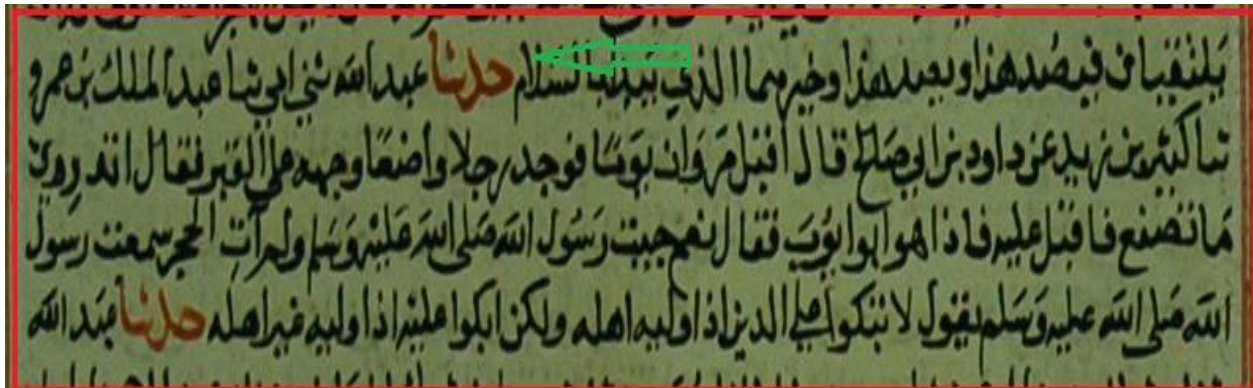 يلتقيان فيصد هذا ويصد هذا وخيرهما الذي يبدا بالسلام حدثنا عبد الله ثني ابي ثنا عبد الملك بن عمرو
ثنا كثير بن زيد عن داود بن ابي صالح قال اقبل مروان يوما فوجد رجلا واضعا وجهه على القبر فقال اتدري
ما تصنع فاقبل عليه فاذا هو ابو ايوب فقال نعم جيت رسول الله صلى الله عليه وسلم ولم آت الحجر سمعت رسول
الله صلى الله عليه وسلم يقول لا تبكوا على الدين اذا وليه اهله ولكن ابكوا عليه اذا وليه غير اهله حدثنا عبد الله